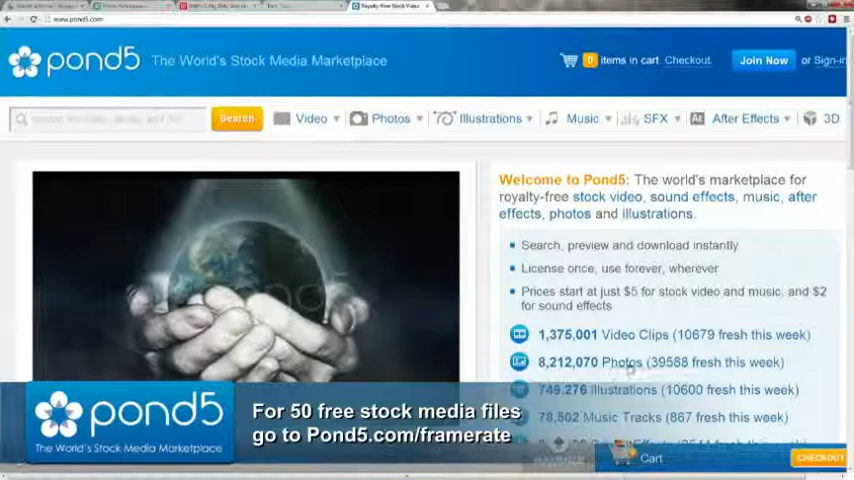 Royalty-Free Stock Video
www.pond5.com
pond5 The World's Stock Media Marketplace
0 items in cart Checkout Join Now or Sign-in
Search Video Photos Illustrations Music SFX After Effects 3D
Welcome to Pond5: The world's marketplace for
royalty-free stock video, sound effects, music, after
effects, photos and illustrations.
Search, preview and download instantly
License once, use forever, wherever
Prices start at just $5 for stock video and music, and $2
for sound effects
1,375,001 Video Clips (10679 fresh this week)
8,212,070 Photos (39588 fresh this week)
749,276 Illustrations (10600 fresh this week)
78,502 Music Tracks (867 fresh this week)
pond5
The World's Stock Media Marketplace
For 50 free stock media files
go to Pond5.com/framerate
Cart
CHECKOUT